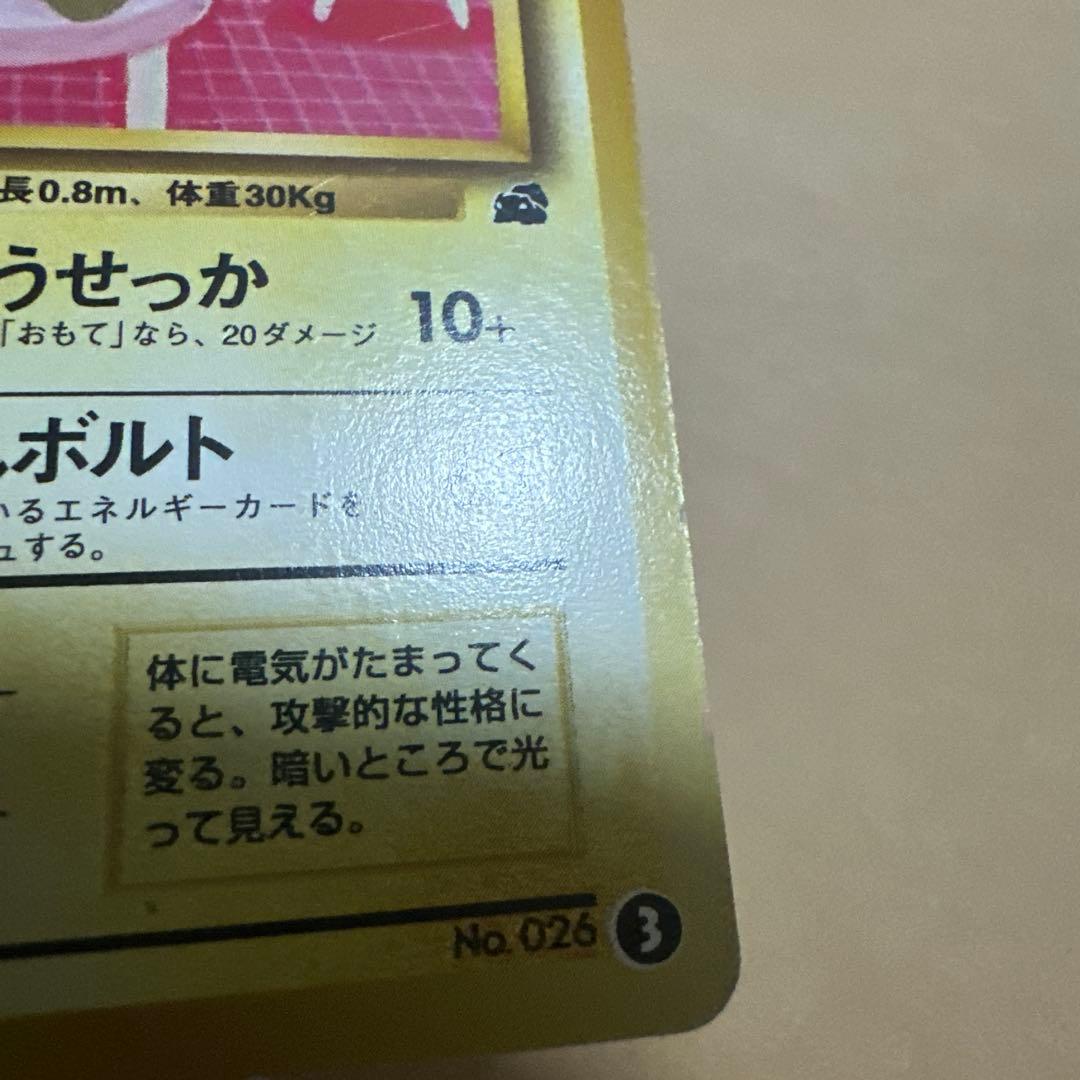 長0.8m、体重30Kg
うせっか
「おもて」なら、20ダメージ
10+
ボルト
いるエネルギーカードを
ュする。
体に電気がたまってく
ると、攻撃的な性格に
変る。暗いところで光
って見える。
No. 026
3